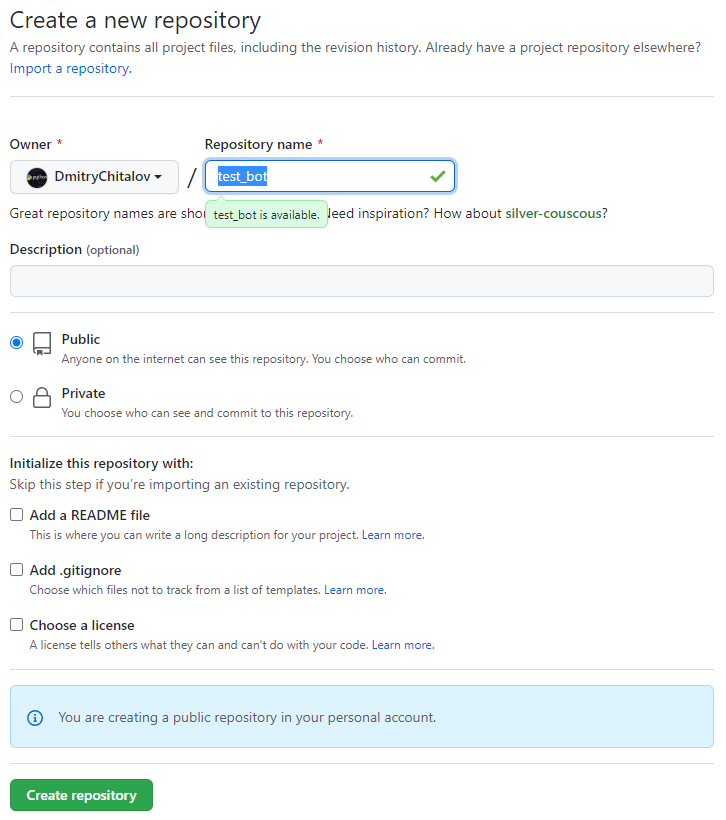 Create a new repository
A repository contains all project files, including the revision history. Already have a project repository elsewhere?
Import a repository.
Owner *
Repository name *
python
DmitryChitalov
/
test_bot
Great repository names are shor
test_bot is available.
Need inspiration? How about silver-couscous?
Description (optional)
Public
Anyone on the internet can see this repository. You choose who can commit.
Private
You choose who can see and commit to this repository.
Initialize this repository with:
Skip this step if you're importing an existing repository.
Add a README file
This is where you can write a long description for your project. Learn more.
Add .gitignore
Choose which files not to track from a list of templates. Learn more.
Choose a license
A license tells others what they can and can't do with your code. Learn more.
You are creating a public repository in your personal account.
Create repository